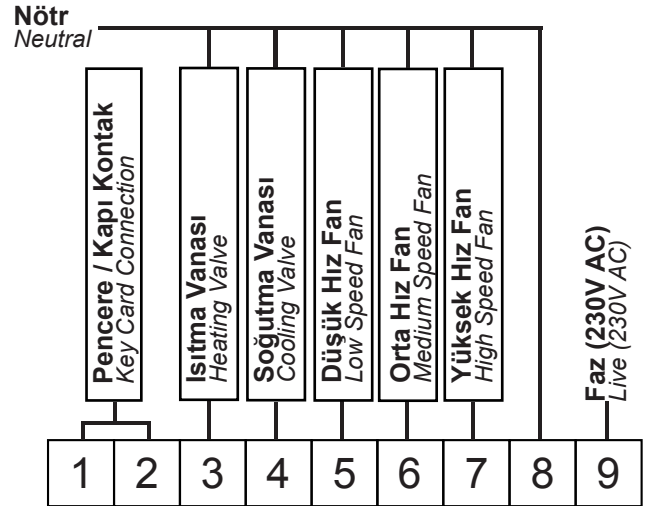 Nötr
Neutral
Pencere / Kapı Kontak
Key Card Connection
Isıtma Vanası
Heating Valve
Soğutma Vanası
Cooling Valve
Düşük Hız Fan
Low Speed Fan
Orta Hız Fan
Medium Speed Fan
Yüksek Hız Fan
High Speed Fan
Faz (230V AC)
Live (230V AC)
1 2 3 4 5 6 7 8 9